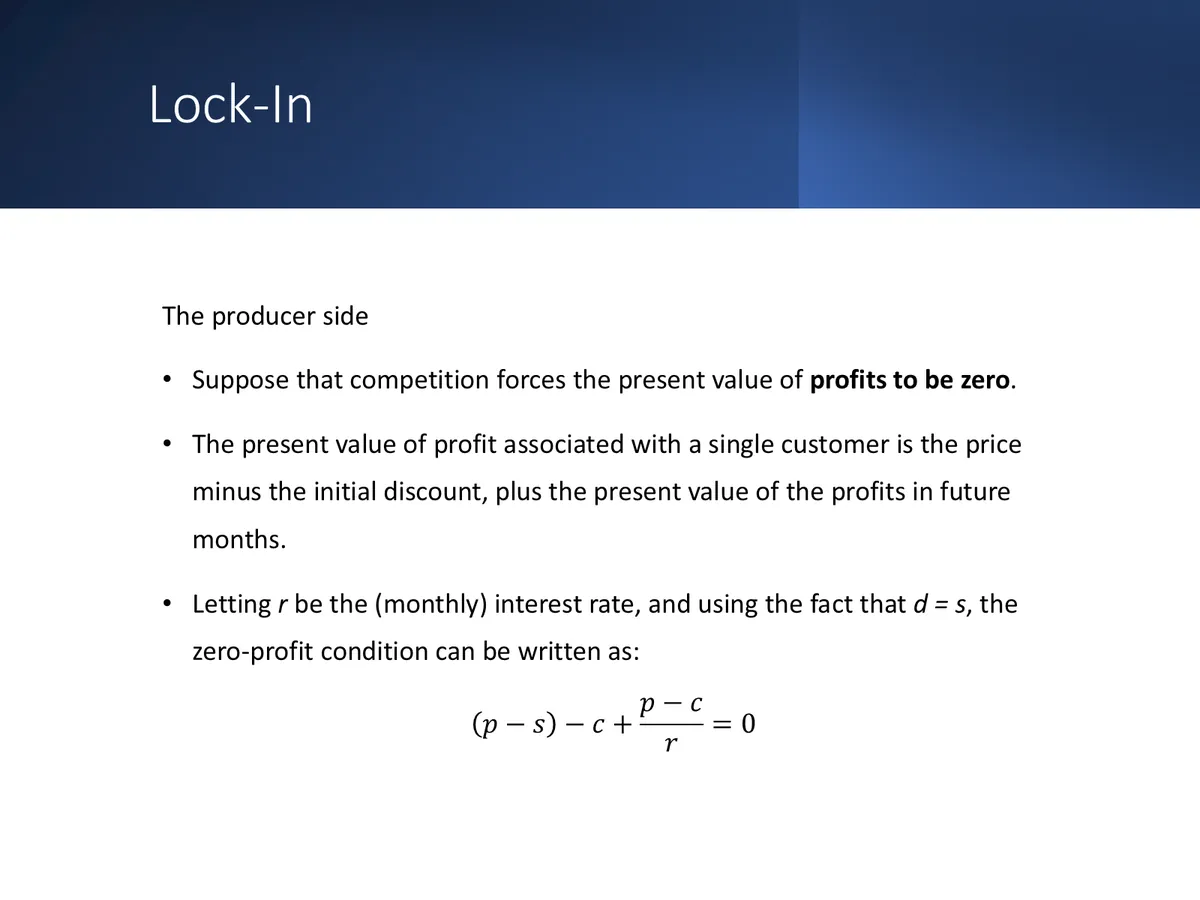 Lock-In
The producer side
• Suppose that competition forces the present value of profits to be zero.
• The present value of profit associated with a single customer is the price
minus the initial discount, plus the present value of the profits in future
months.
• Letting r be the (monthly) interest rate, and using the fact that d = s, the
zero-profit condition can be written as:
(p − s) − c + \frac{p − c}{r} = 0